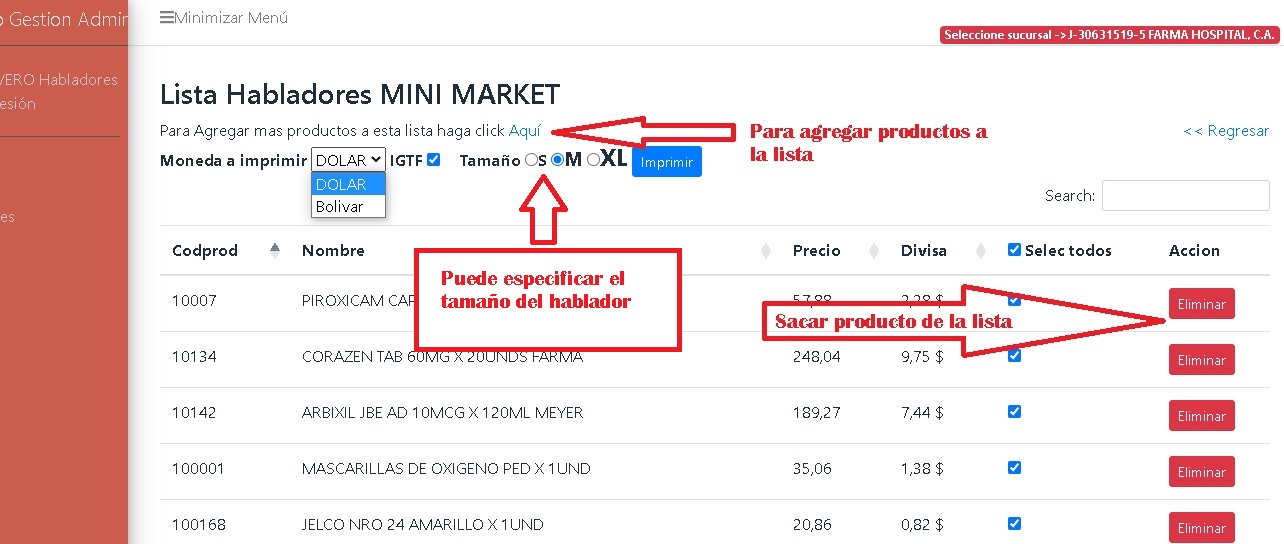 o Gestion Admin
Minimizar Menú
Seleccione sucursal ->J-30631519-5 FARMA HOSPITAL, C.A.
VERO Habladores
esión
es
Lista Habladores MINI MARKET
Para Agregar mas productos a esta lista haga click Aquí
Para agregar productos a
la lista
<< Regresar
Moneda a imprimir DOLAR IGTF Tamaño S M XL Imprimir
DOLAR
Bolivar
Search:
Codprod Nombre Precio Divisa Selec todos Accion
Puede especificar el
tamaño del hablador
10007 PIROXICAM CAP 57,88 2,28 $ Eliminar
Sacar producto de la lista
10134 CORAZEN TAB 60MG X 20UNDS FARMA 248,04 9,75 $ Eliminar
10142 ARBIXIL JBE AD 10MCG X 120ML MEYER 189,27 7,44 $ Eliminar
100001 MASCARILLAS DE OXIGENO PED X 1UND 35,06 1,38 $ Eliminar
100168 JELCO NRO 24 AMARILLO X 1UND 20,86 0,82 $ Eliminar